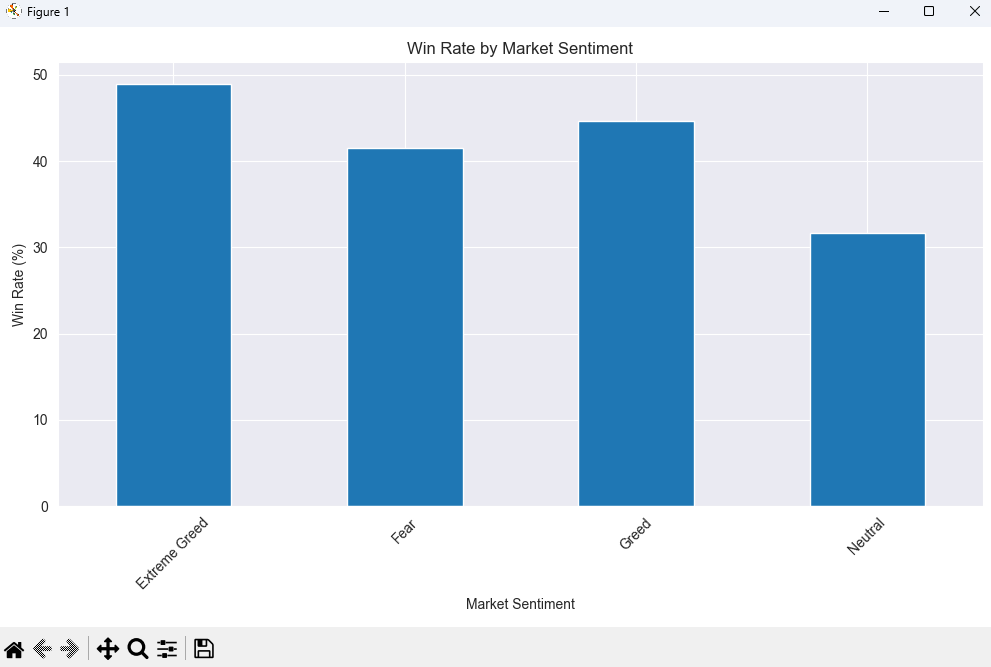 Figure 1
Win Rate by Market Sentiment
50
40
30
20
10
0
Win Rate (%)
Extreme Greed
Fear
Greed
Neutral
Market Sentiment